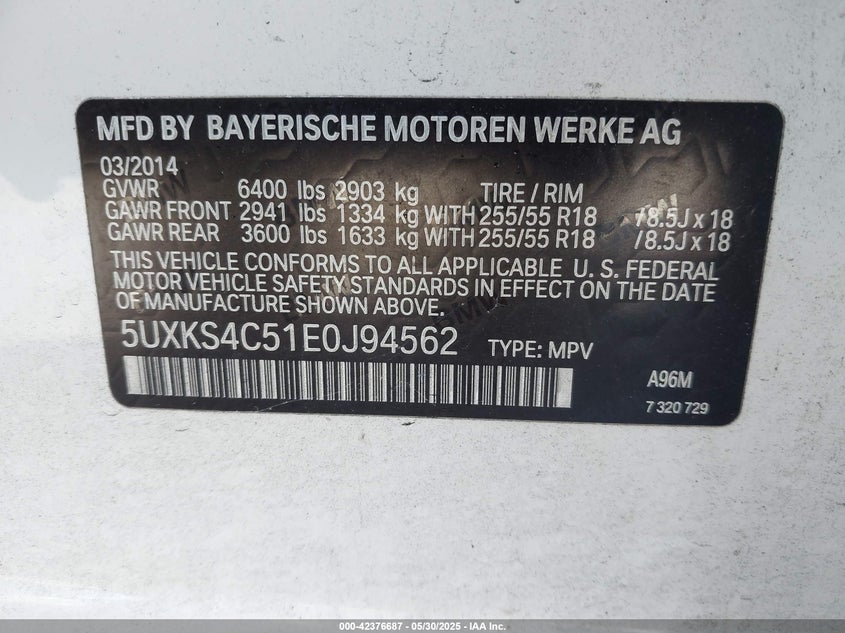 MFD BY BAYERISCHE MOTOREN WERKE AG
03/2014
GVWR 6400 lbs 2903 kg TIRE / RIM
GAWR FRONT 2941 lbs 1334 kg WITH 255/55 R18 /8.5J x 18
GAWR REAR 3600 lbs 1633 kg WITH 255/55 R18 /8.5J x 18
THIS VEHICLE CONFORMS TO ALL APPLICABLE U. S. FEDERAL
MOTOR VEHICLE SAFETY STANDARDS IN EFFECT ON THE DATE
OF MANUFACTURE SHOWN ABOVE.
5UXKS4C51E0J94562 TYPE: MPV
A96M
7 320 729
000-42376687 - 05/30/2025 - IAA Inc.